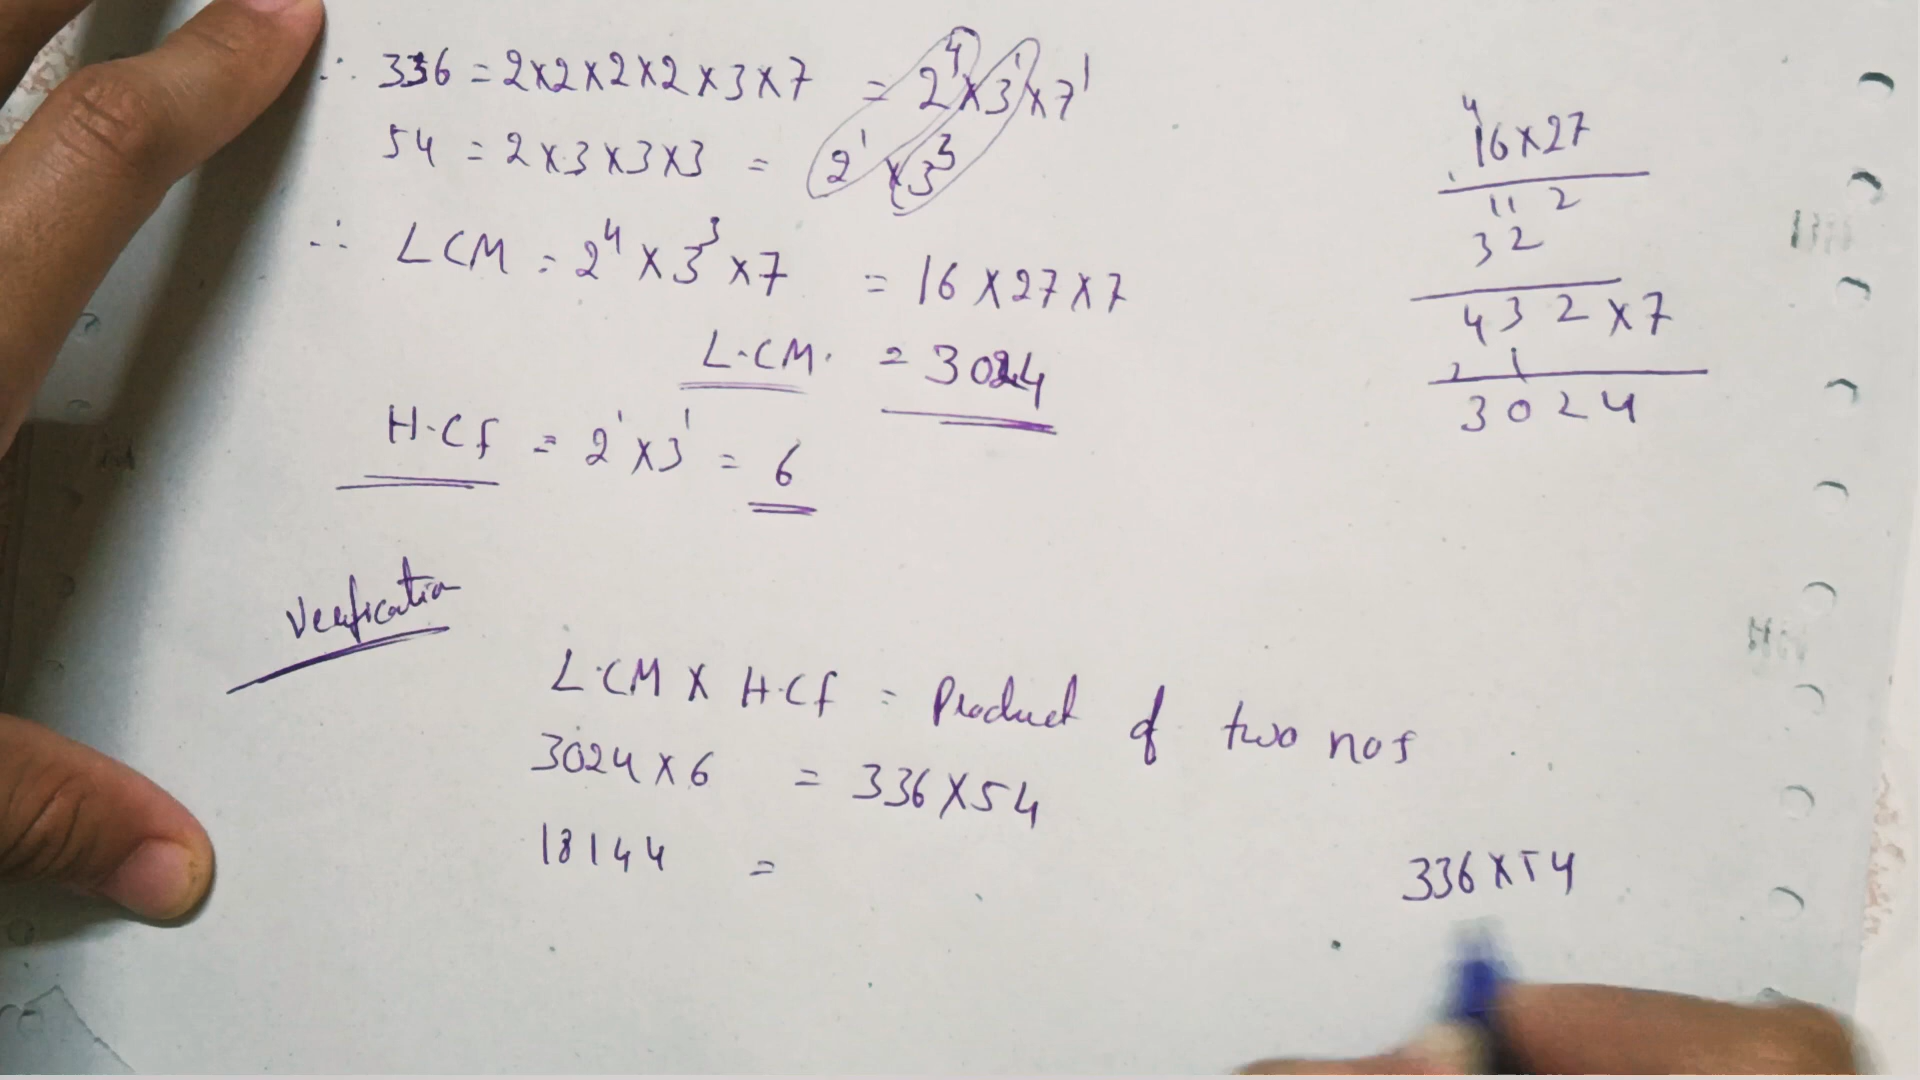 ∴ 336 = 2×2×2×2×3×7 = 2⁴×3¹×7¹
54 = 2×3×3×3 = 2¹×3³
∴ LCM = 2⁴×3³×7 = 16×27×7
L.CM. = 3024
H.Cf = 2¹×3¹ = 6
Verification
L.CM × H.Cf = Product of two nos
3024×6 = 336×54
18144 =
16×27
112
32
432×7
3024
336×54